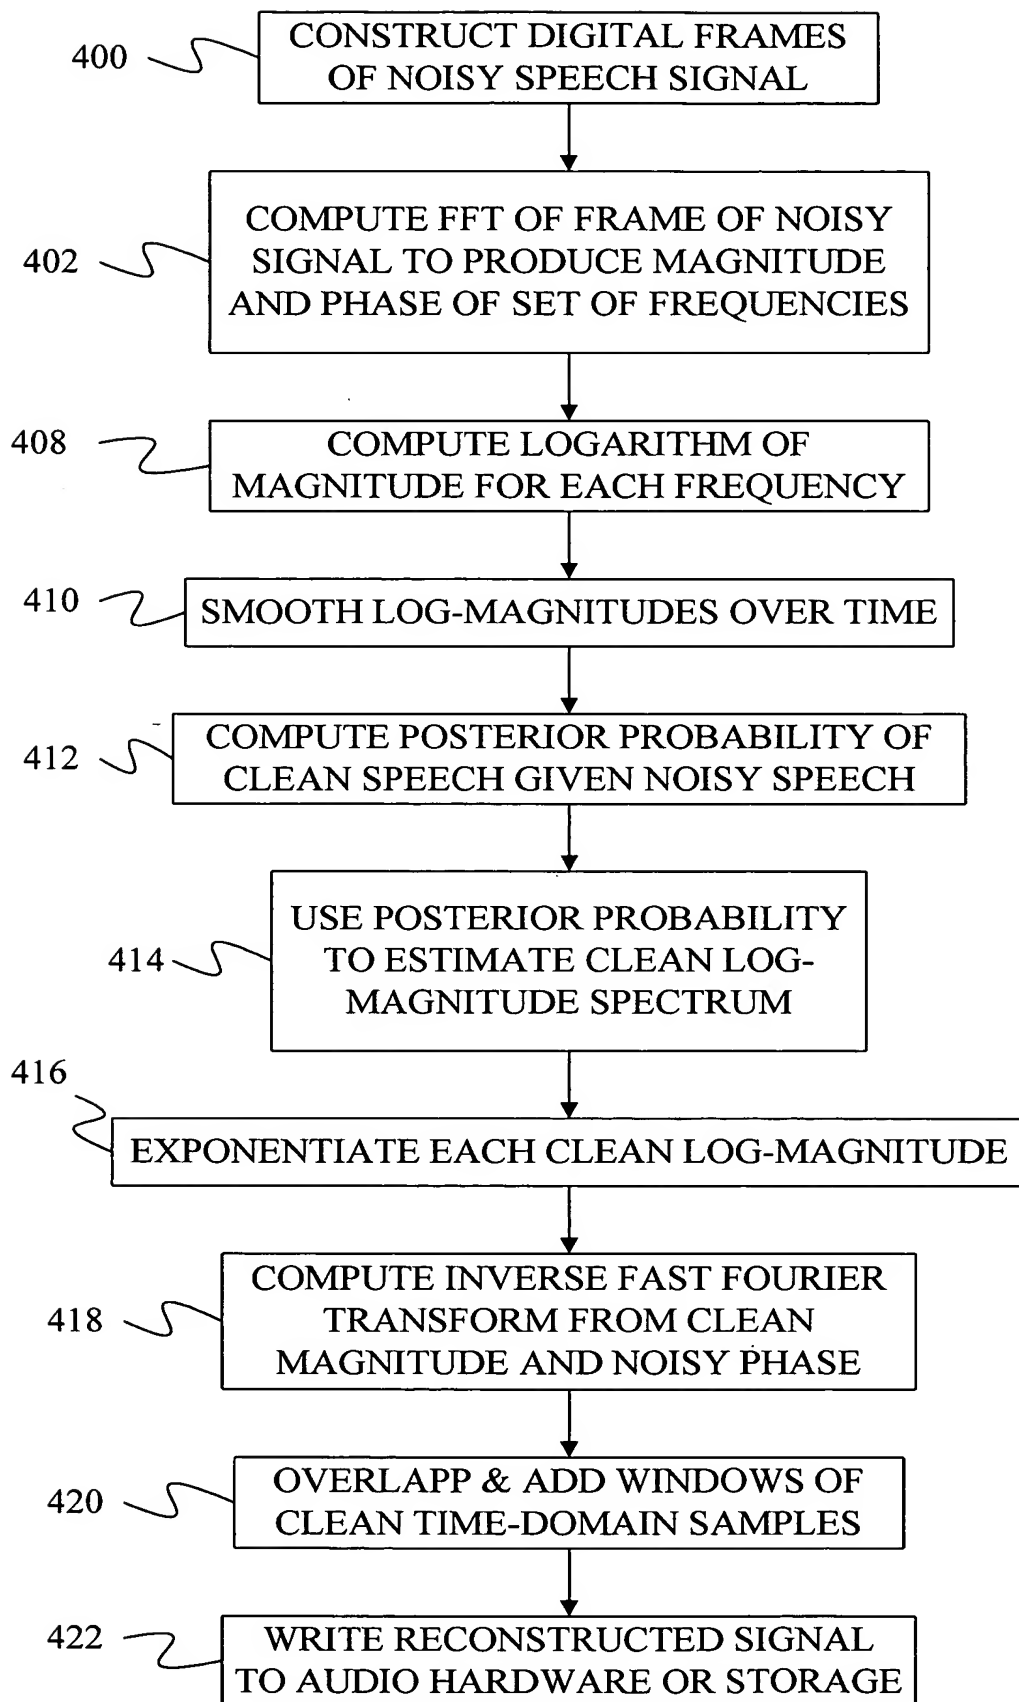 400
CONSTRUCT DIGITAL FRAMES
OF NOISY SPEECH SIGNAL
402
COMPUTE FFT OF FRAME OF NOISY
SIGNAL TO PRODUCE MAGNITUDE
AND PHASE OF SET OF FREQUENCIES
408
COMPUTE LOGARITHM OF
MAGNITUDE FOR EACH FREQUENCY
410
SMOOTH LOG-MAGNITUDES OVER TIME
412
COMPUTE POSTERIOR PROBABILITY OF
CLEAN SPEECH GIVEN NOISY SPEECH
414
USE POSTERIOR PROBABILITY
TO ESTIMATE CLEAN LOG-
MAGNITUDE SPECTRUM
416
EXPONENTIATE EACH CLEAN LOG-MAGNITUDE
418
COMPUTE INVERSE FAST FOURIER
TRANSFORM FROM CLEAN
MAGNITUDE AND NOISY PHASE
420
OVERLAPP & ADD WINDOWS OF
CLEAN TIME-DOMAIN SAMPLES
422
WRITE RECONSTRUCTED SIGNAL
TO AUDIO HARDWARE OR STORAGE